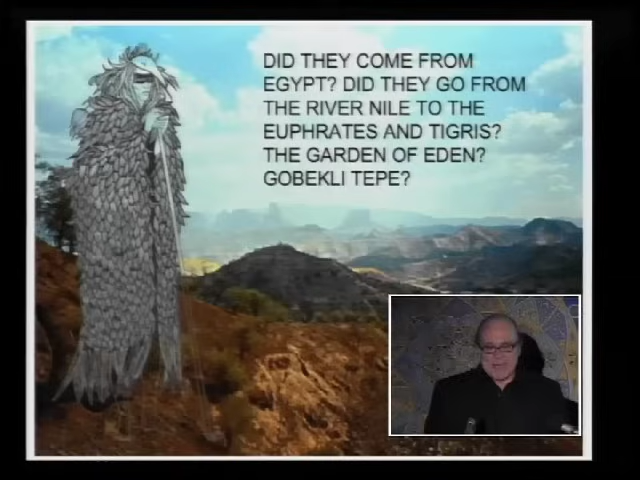 DID THEY COME FROM
EGYPT? DID THEY GO FROM
THE RIVER NILE TO THE
EUPHRATES AND TIGRIS?
THE GARDEN OF EDEN?
GOBEKLI TEPE?